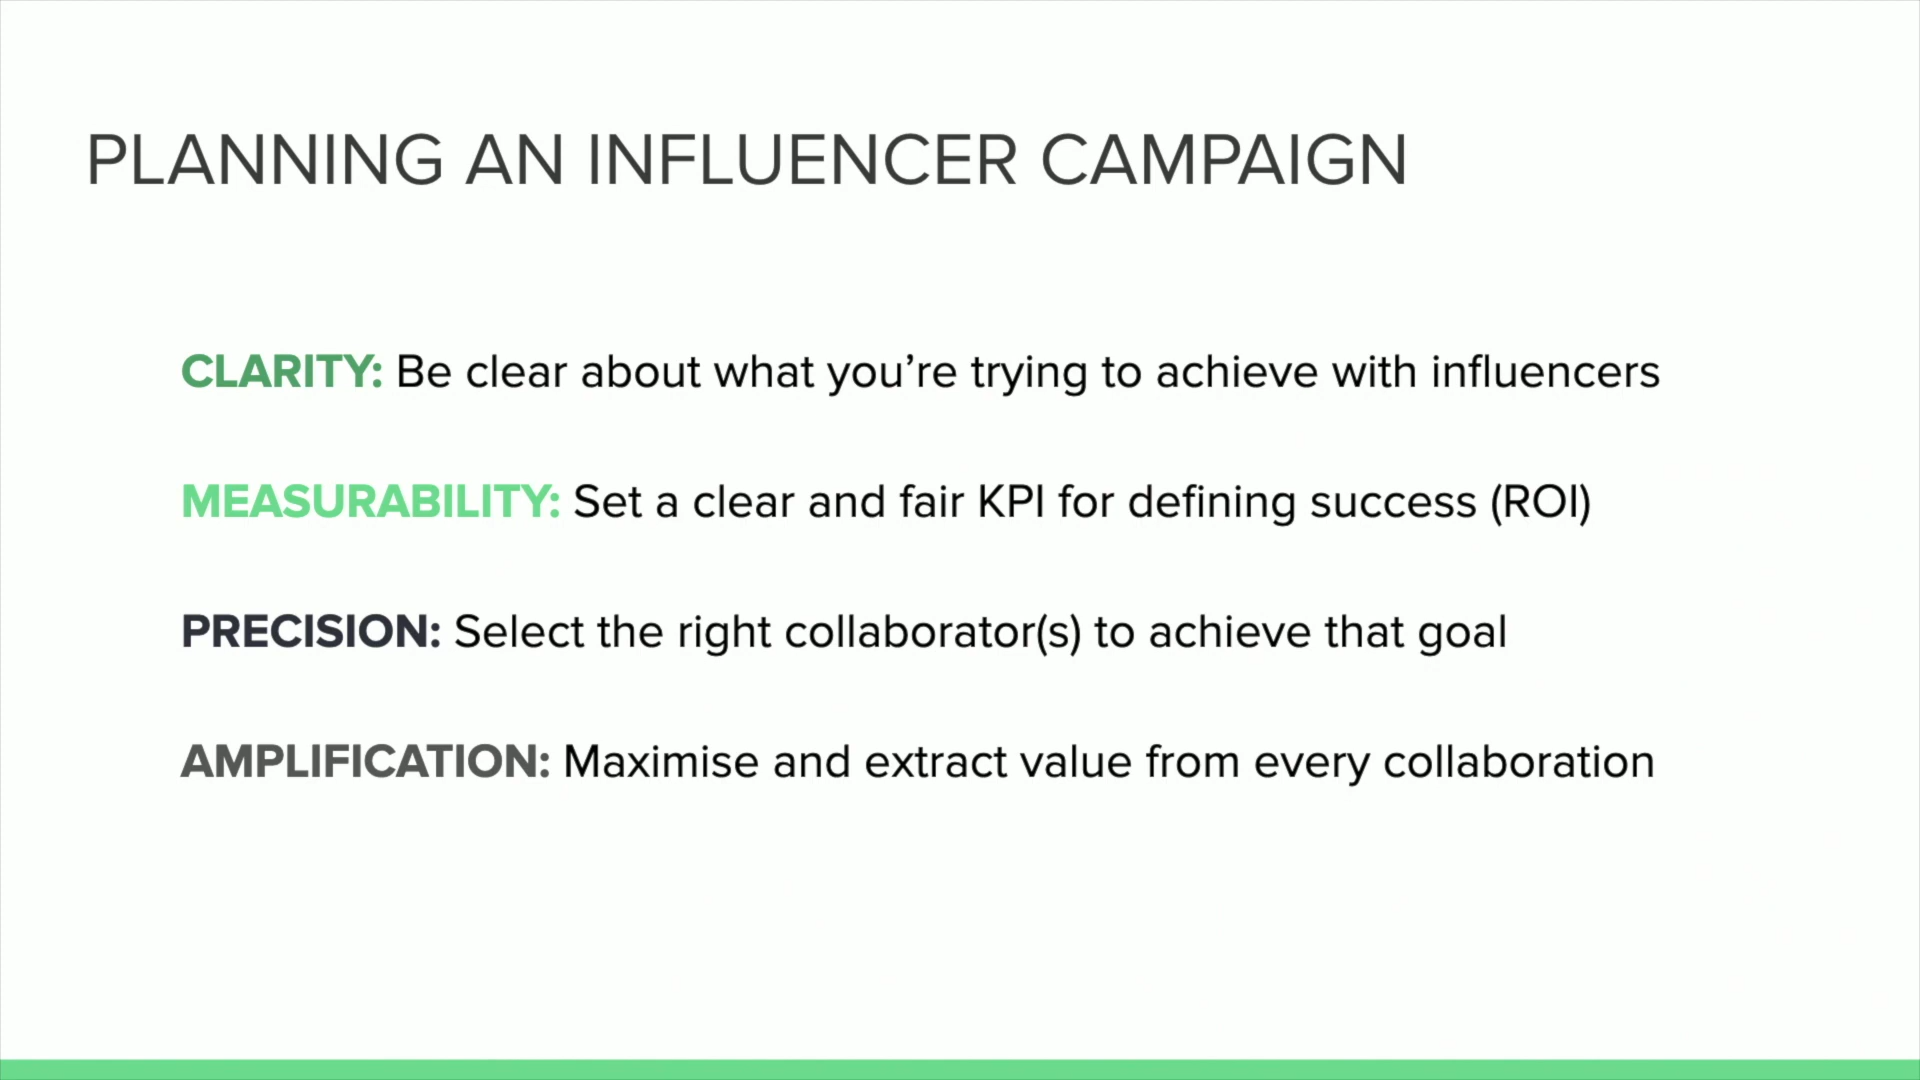 PLANNING AN INFLUENCER CAMPAIGN
CLARITY: Be clear about what you’re trying to achieve with influencers
MEASURABILITY: Set a clear and fair KPI for defining success (ROI)
PRECISION: Select the right collaborator(s) to achieve that goal
AMPLIFICATION: Maximise and extract value from every collaboration